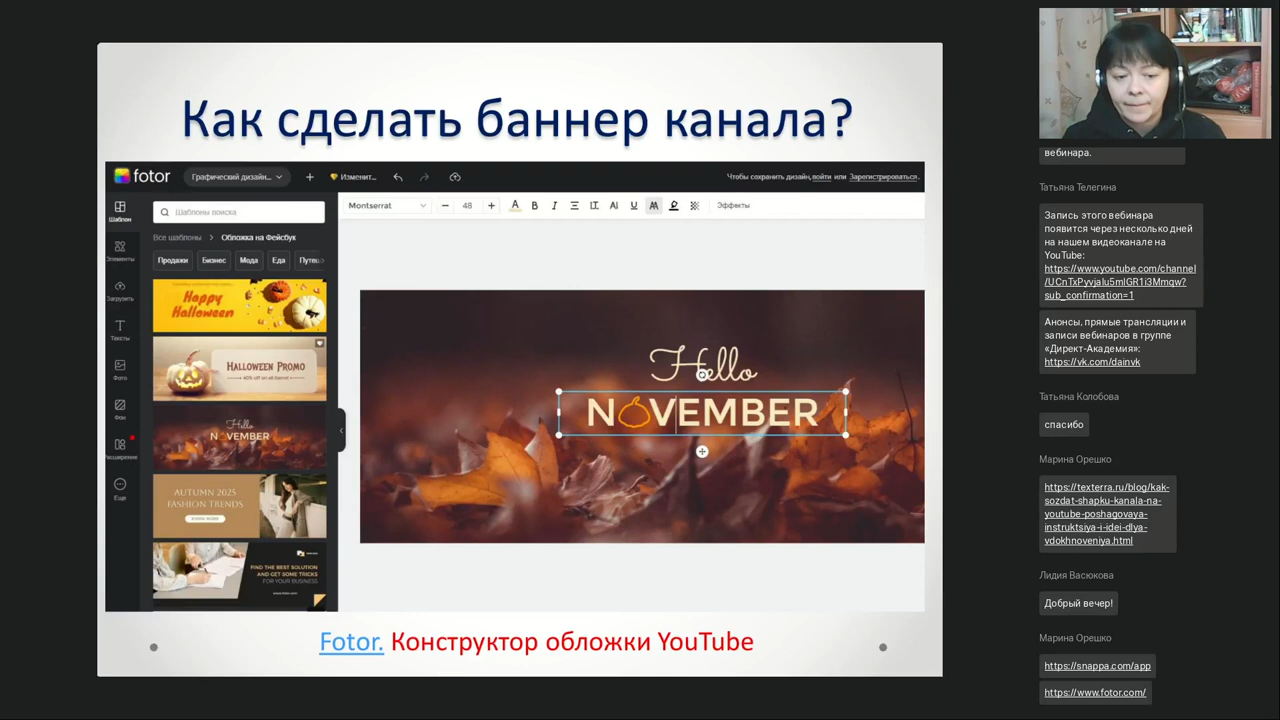 Как сделать баннер канала?
fotor
Графический дизайн...
Изменит...
Чтобы сохранить дизайн, войти или Зарегистрироваться.
Шаблон
Элементы
Загрузить
Тексты
Фото
Фон
Расширение
Еще
Шаблоны поиска
Все шаблоны > Обложка на Фейсбук
Продажи
Бизнес
Мода
Еда
Путеш
Happy
Halloween
HALLOWEEN PROMO
Hello
NOVEMBER
AUTUMN 2025
FASHION TRENDS
FIND THE BEST SOLUTION
AND GET SOME TRICKS
FOR YOUR BUSINESS
Montserrat
48
A B I U
Эффекты
Hello
NOVEMBER
Fotor. Конструктор обложки YouTube
вебинара.
Татьяна Телегина
Запись этого вебинара
появится через несколько дней
на нашем видеоканале на
YouTube:
https://www.youtube.com/channel
/UCnTxPyvjaIu5mIGR1i3Mmqw?
sub_confirmation=1
Анонсы, прямые трансляции и
записи вебинаров в группе
«Директ-Академия»:
https://vk.com/dainvk
Татьяна Колобова
спасибо
Марина Орешко
https://texterra.ru/blog/kak-
sozdat-shapku-kanala-na-
youtube-poshagovaya-
instruktsiya-i-idei-dlya-
vdokhnoveniya.html
Лидия Васюкова
Добрый вечер!
Марина Орешко
https://snappa.com/app
https://www.fotor.com/